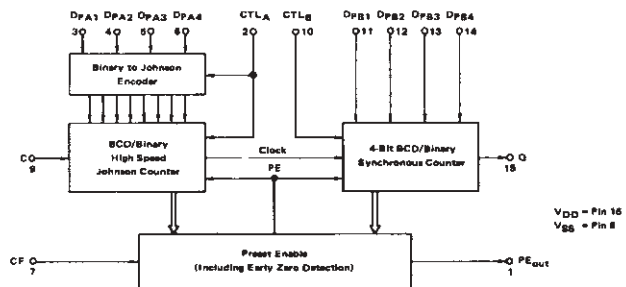 DPA1 DPA2 DPA3 DPA4 CTLA CTLB DPB1 DPB2 DPB3 DPB4
3 4 5 6 2 10 11 12 13 14
Binary to Johnson
Encoder
BCD/Binary
High Speed
Johnson Counter
C
9
Clock
PE
4-Bit BCD/Binary
Synchronous Counter
Q
15
VDD = Pin 16
VSS = Pin 8
CF
7
Preset Enable
(Including Early Zero Detection)
PEout
1